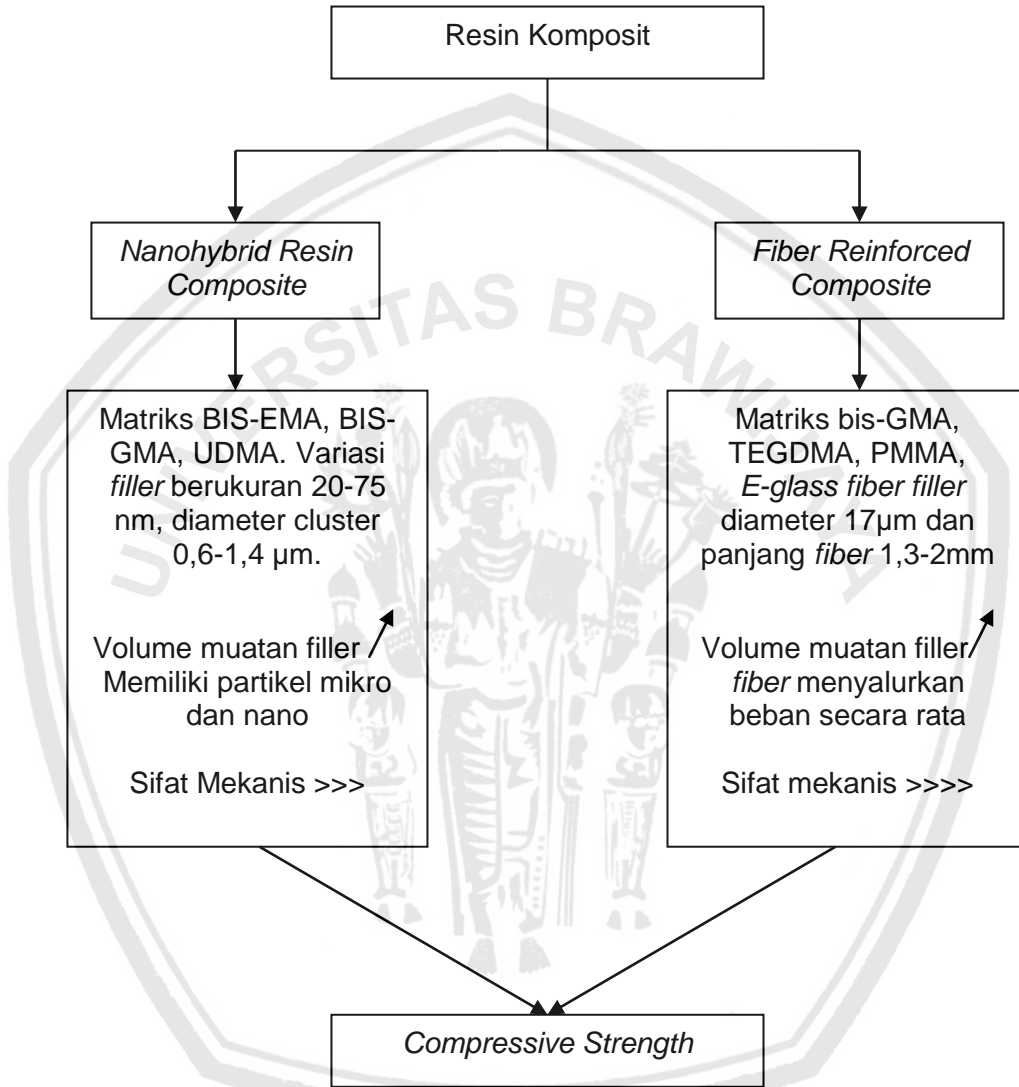 Resin Komposit
Nanohybrid Resin
Composite
Fiber Reinforced
Composite
Matriks BIS-EMA, BIS-
GMA, UDMA. Variasi
filler berukuran 20-75
nm, diameter cluster
0,6-1,4 µm.
Volume muatan filler
Memiliki partikel mikro
dan nano
Sifat Mekanis >>>
Matriks bis-GMA,
TEGDMA, PMMA,
E-glass fiber filler
diameter 17µm dan
panjang fiber 1,3-2mm
Volume muatan filler
fiber menyalurkan
beban secara rata
Sifat mekanis >>>>
Compressive Strength
UNIVERSITAS BRAWIJAYA